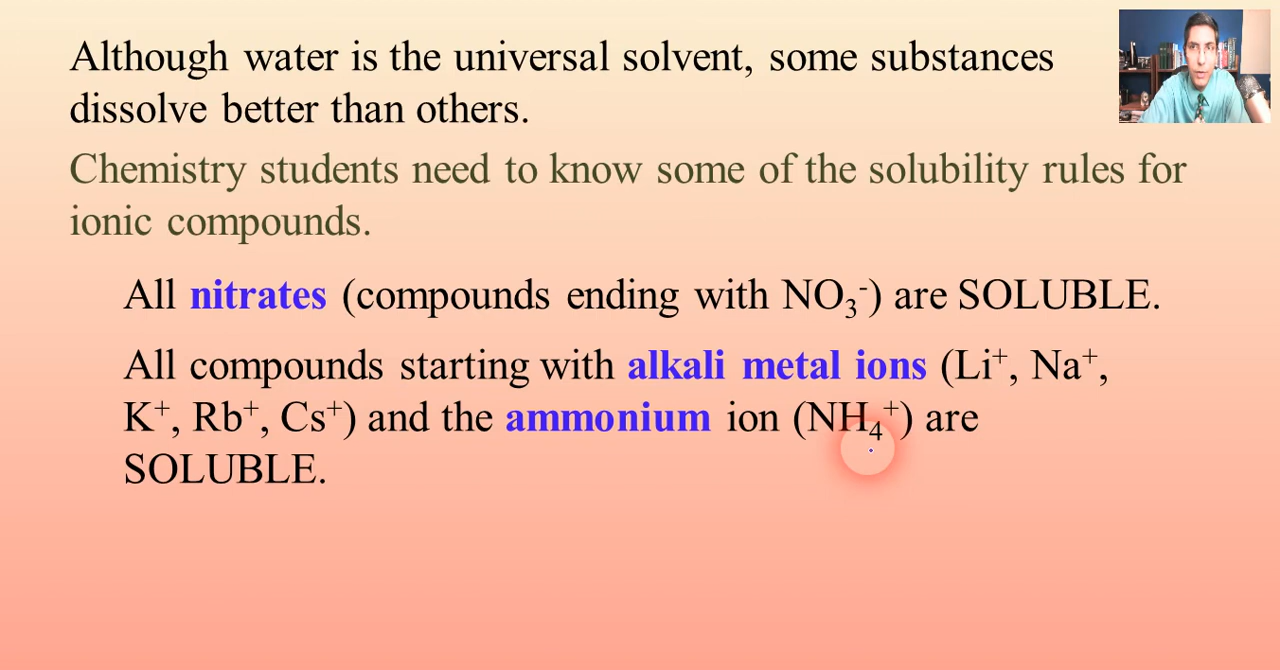 Although water is the universal solvent, some substances
dissolve better than others.
Chemistry students need to know some of the solubility rules for
ionic compounds.
All nitrates (compounds ending with NO₃⁻) are SOLUBLE.
All compounds starting with alkali metal ions (Li⁺, Na⁺,
K⁺, Rb⁺, Cs⁺) and the ammonium ion (NH₄⁺) are
SOLUBLE.